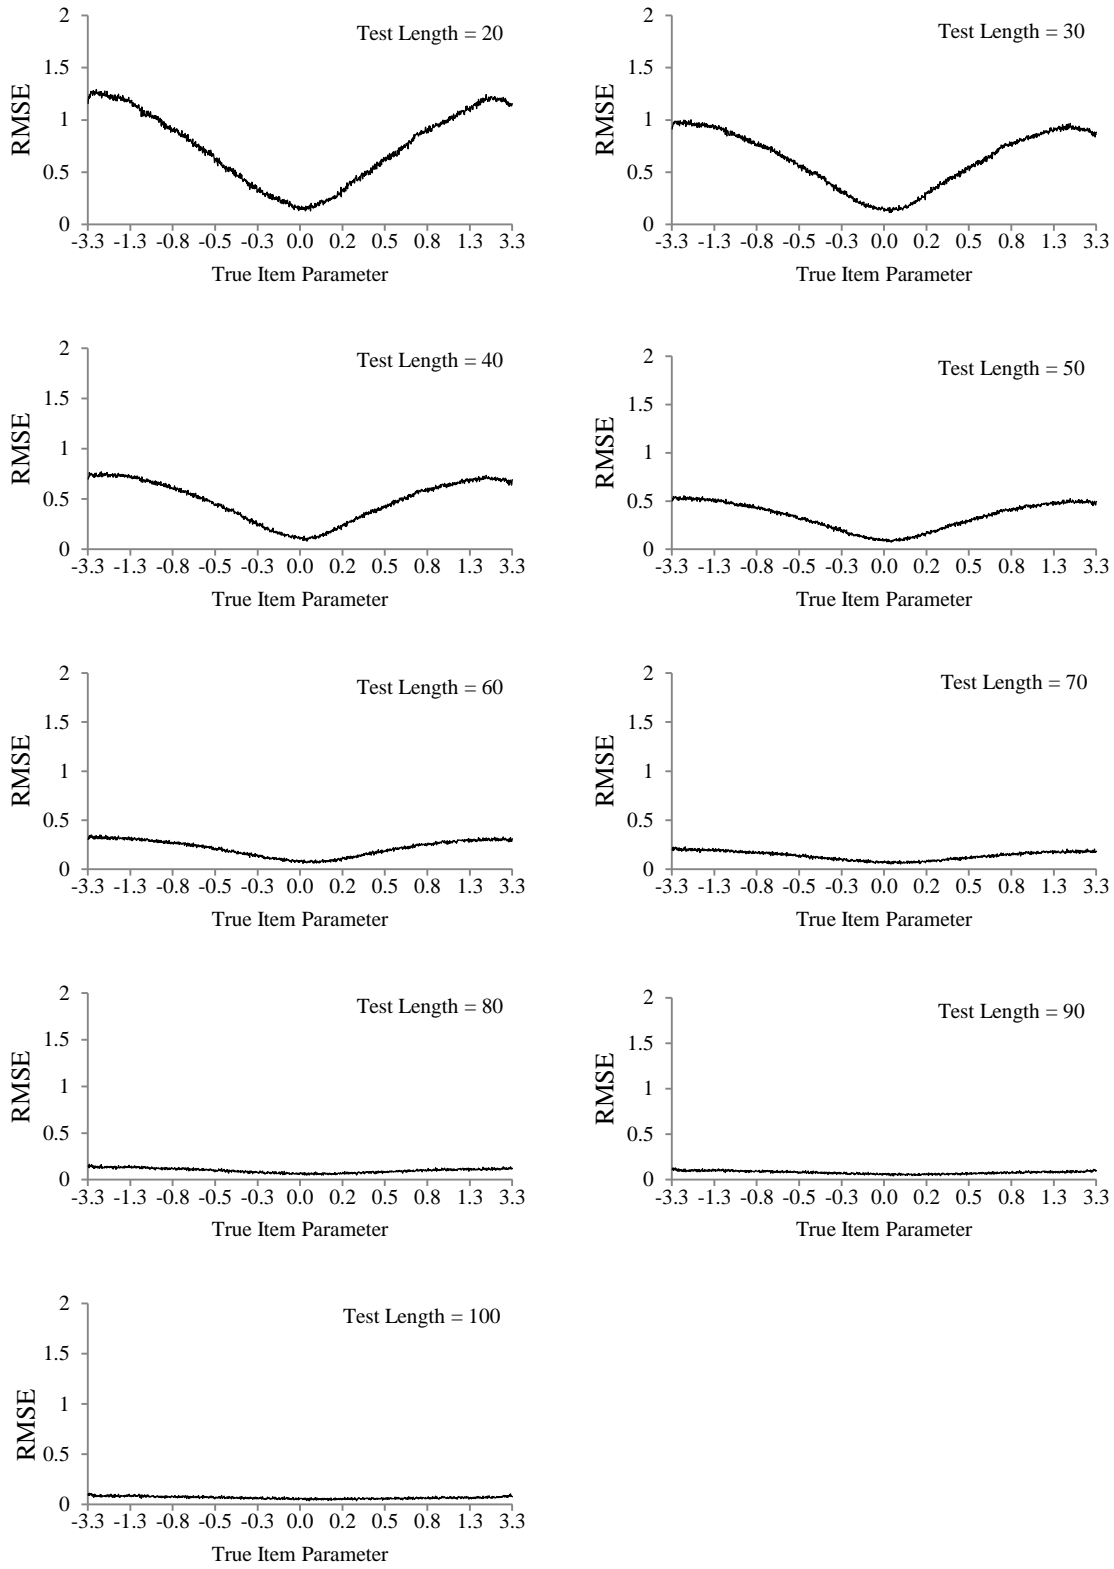 Test Length = 20
2
1.5
1
0.5
0
RMSE
-3.3 -1.3 -0.8 -0.5 -0.3 0.0 0.2 0.5 0.8 1.3 3.3
True Item Parameter
Test Length = 30
2
1.5
1
0.5
0
RMSE
-3.3 -1.3 -0.8 -0.5 -0.3 0.0 0.2 0.5 0.8 1.3 3.3
True Item Parameter
Test Length = 40
2
1.5
1
0.5
0
RMSE
-3.3 -1.3 -0.8 -0.5 -0.3 0.0 0.2 0.5 0.8 1.3 3.3
True Item Parameter
Test Length = 50
2
1.5
1
0.5
0
RMSE
-3.3 -1.3 -0.8 -0.5 -0.3 0.0 0.2 0.5 0.8 1.3 3.3
True Item Parameter
Test Length = 60
2
1.5
1
0.5
0
RMSE
-3.3 -1.3 -0.8 -0.5 -0.3 0.0 0.2 0.5 0.8 1.3 3.3
True Item Parameter
Test Length = 70
2
1.5
1
0.5
0
RMSE
-3.3 -1.3 -0.8 -0.5 -0.3 0.0 0.2 0.5 0.8 1.3 3.3
True Item Parameter
Test Length = 80
2
1.5
1
0.5
0
RMSE
-3.3 -1.3 -0.8 -0.5 -0.3 0.0 0.2 0.5 0.8 1.3 3.3
True Item Parameter
Test Length = 90
2
1.5
1
0.5
0
RMSE
-3.3 -1.3 -0.8 -0.5 -0.3 0.0 0.2 0.5 0.8 1.3 3.3
True Item Parameter
Test Length = 100
2
1.5
1
0.5
0
RMSE
-3.3 -1.3 -0.8 -0.5 -0.3 0.0 0.2 0.5 0.8 1.3 3.3
True Item Parameter